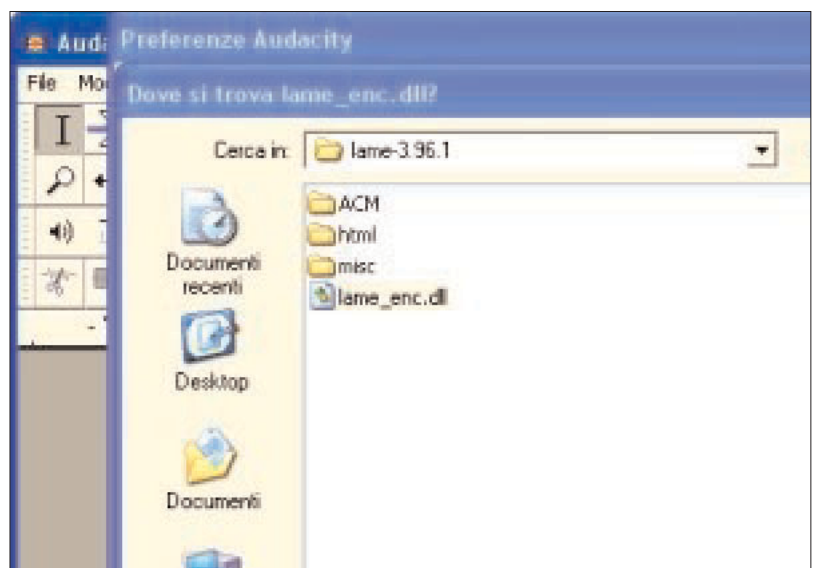 Auda
Preferenze Audacity
File Mo
Dove si trova lame_enc.dll?
Cerca in:
lame-3.96.1
ACM
html
misc
lame_enc.dll
Documenti
recenti
Desktop
Documenti